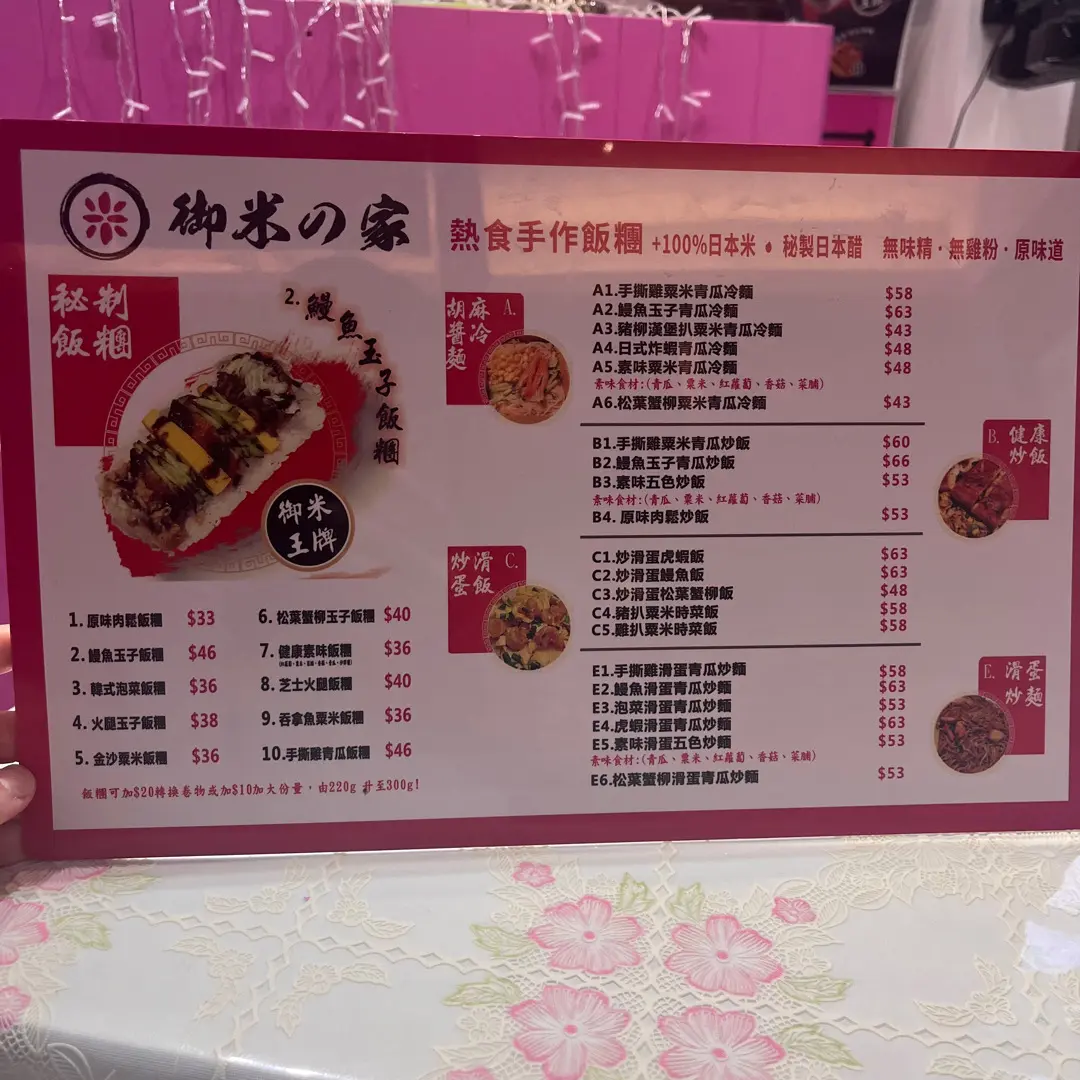 御米の家
熱食手作飯糰 +100%日本米 • 秘製日本醋 無味精·無雞粉·原味道
秘制
飯糰
2. 鰻魚玉子飯糰
御米
王牌
1. 原味肉鬆飯糰 $33
2. 鰻魚玉子飯糰 $46
3. 韓式泡菜飯糰 $36
4. 火腿玉子飯糰 $38
5. 金沙粟米飯糰 $36
6. 松葉蟹柳玉子飯糰 $40
7. 健康素味飯糰 $36
8. 芝士火腿飯糰 $40
9. 吞拿魚粟米飯糰 $36
10.手撕雞青瓜飯糰 $46
飯糰可加$20轉換卷物或加$10加大份量，由220g 升至300g!
胡麻醬冷麵 A.
A1.手撕雞粟米青瓜冷麵 $58
A2.鰻魚玉子青瓜冷麵 $63
A3.豬柳漢堡扒粟米青瓜冷麵 $43
A4.日式炸蝦青瓜冷麵 $48
A5.素味粟米青瓜冷麵 $48
素味食材:(青瓜、粟米、紅蘿蔔、香菇、菜脯)
A6.松葉蟹柳粟米青瓜冷麵 $43
B. 健康
炒飯
B1.手撕雞粟米青瓜炒飯 $60
B2.鰻魚玉子青瓜炒飯 $66
B3.素味五色炒飯 $53
素味食材:(青瓜、粟米、紅蘿蔔、香菇、菜脯)
B4. 原味肉鬆炒飯 $53
炒滑 C.
蛋飯
C1.炒滑蛋虎蝦飯 $63
C2.炒滑蛋鰻魚飯 $63
C3.炒滑蛋松葉蟹柳飯 $48
C4.豬扒粟米時菜飯 $58
C5.雞扒粟米時菜飯 $58
E. 滑蛋
炒麵
E1.手撕雞滑蛋青瓜炒麵 $58
E2.鰻魚滑蛋青瓜炒麵 $63
E3.泡菜滑蛋青瓜炒麵 $53
E4.虎蝦滑蛋青瓜炒麵 $63
E5.素味滑蛋五色炒麵 $53
素味食材:(青瓜、粟米、紅蘿蔔、香菇、菜脯)
E6.松葉蟹柳滑蛋青瓜炒麵 $53